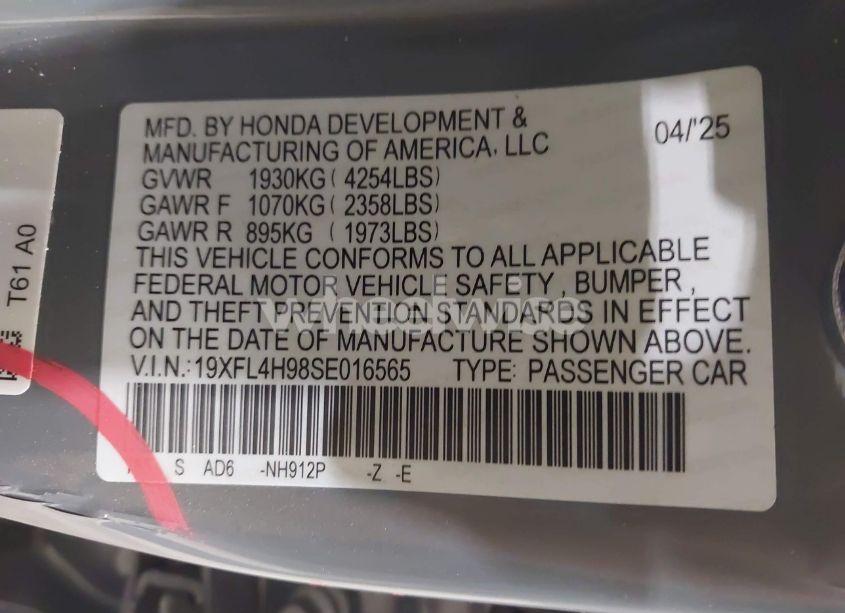 T61 A0
MFD. BY HONDA DEVELOPMENT &
MANUFACTURING OF AMERICA, LLC
04/'25
GVWR 1930KG ( 4254LBS)
GAWR F 1070KG ( 2358LBS)
GAWR R 895KG ( 1973LBS)
THIS VEHICLE CONFORMS TO ALL APPLICABLE
FEDERAL MOTOR VEHICLE SAFETY , BUMPER ,
AND THEFT PREVENTION STANDARDS IN EFFECT
ON THE DATE OF MANUFACTURE SHOWN ABOVE.
V.I.N.:19XFL4H98SE016565 TYPE: PASSENGER CAR
S AD6 -NH912P -Z -E
wheelwise